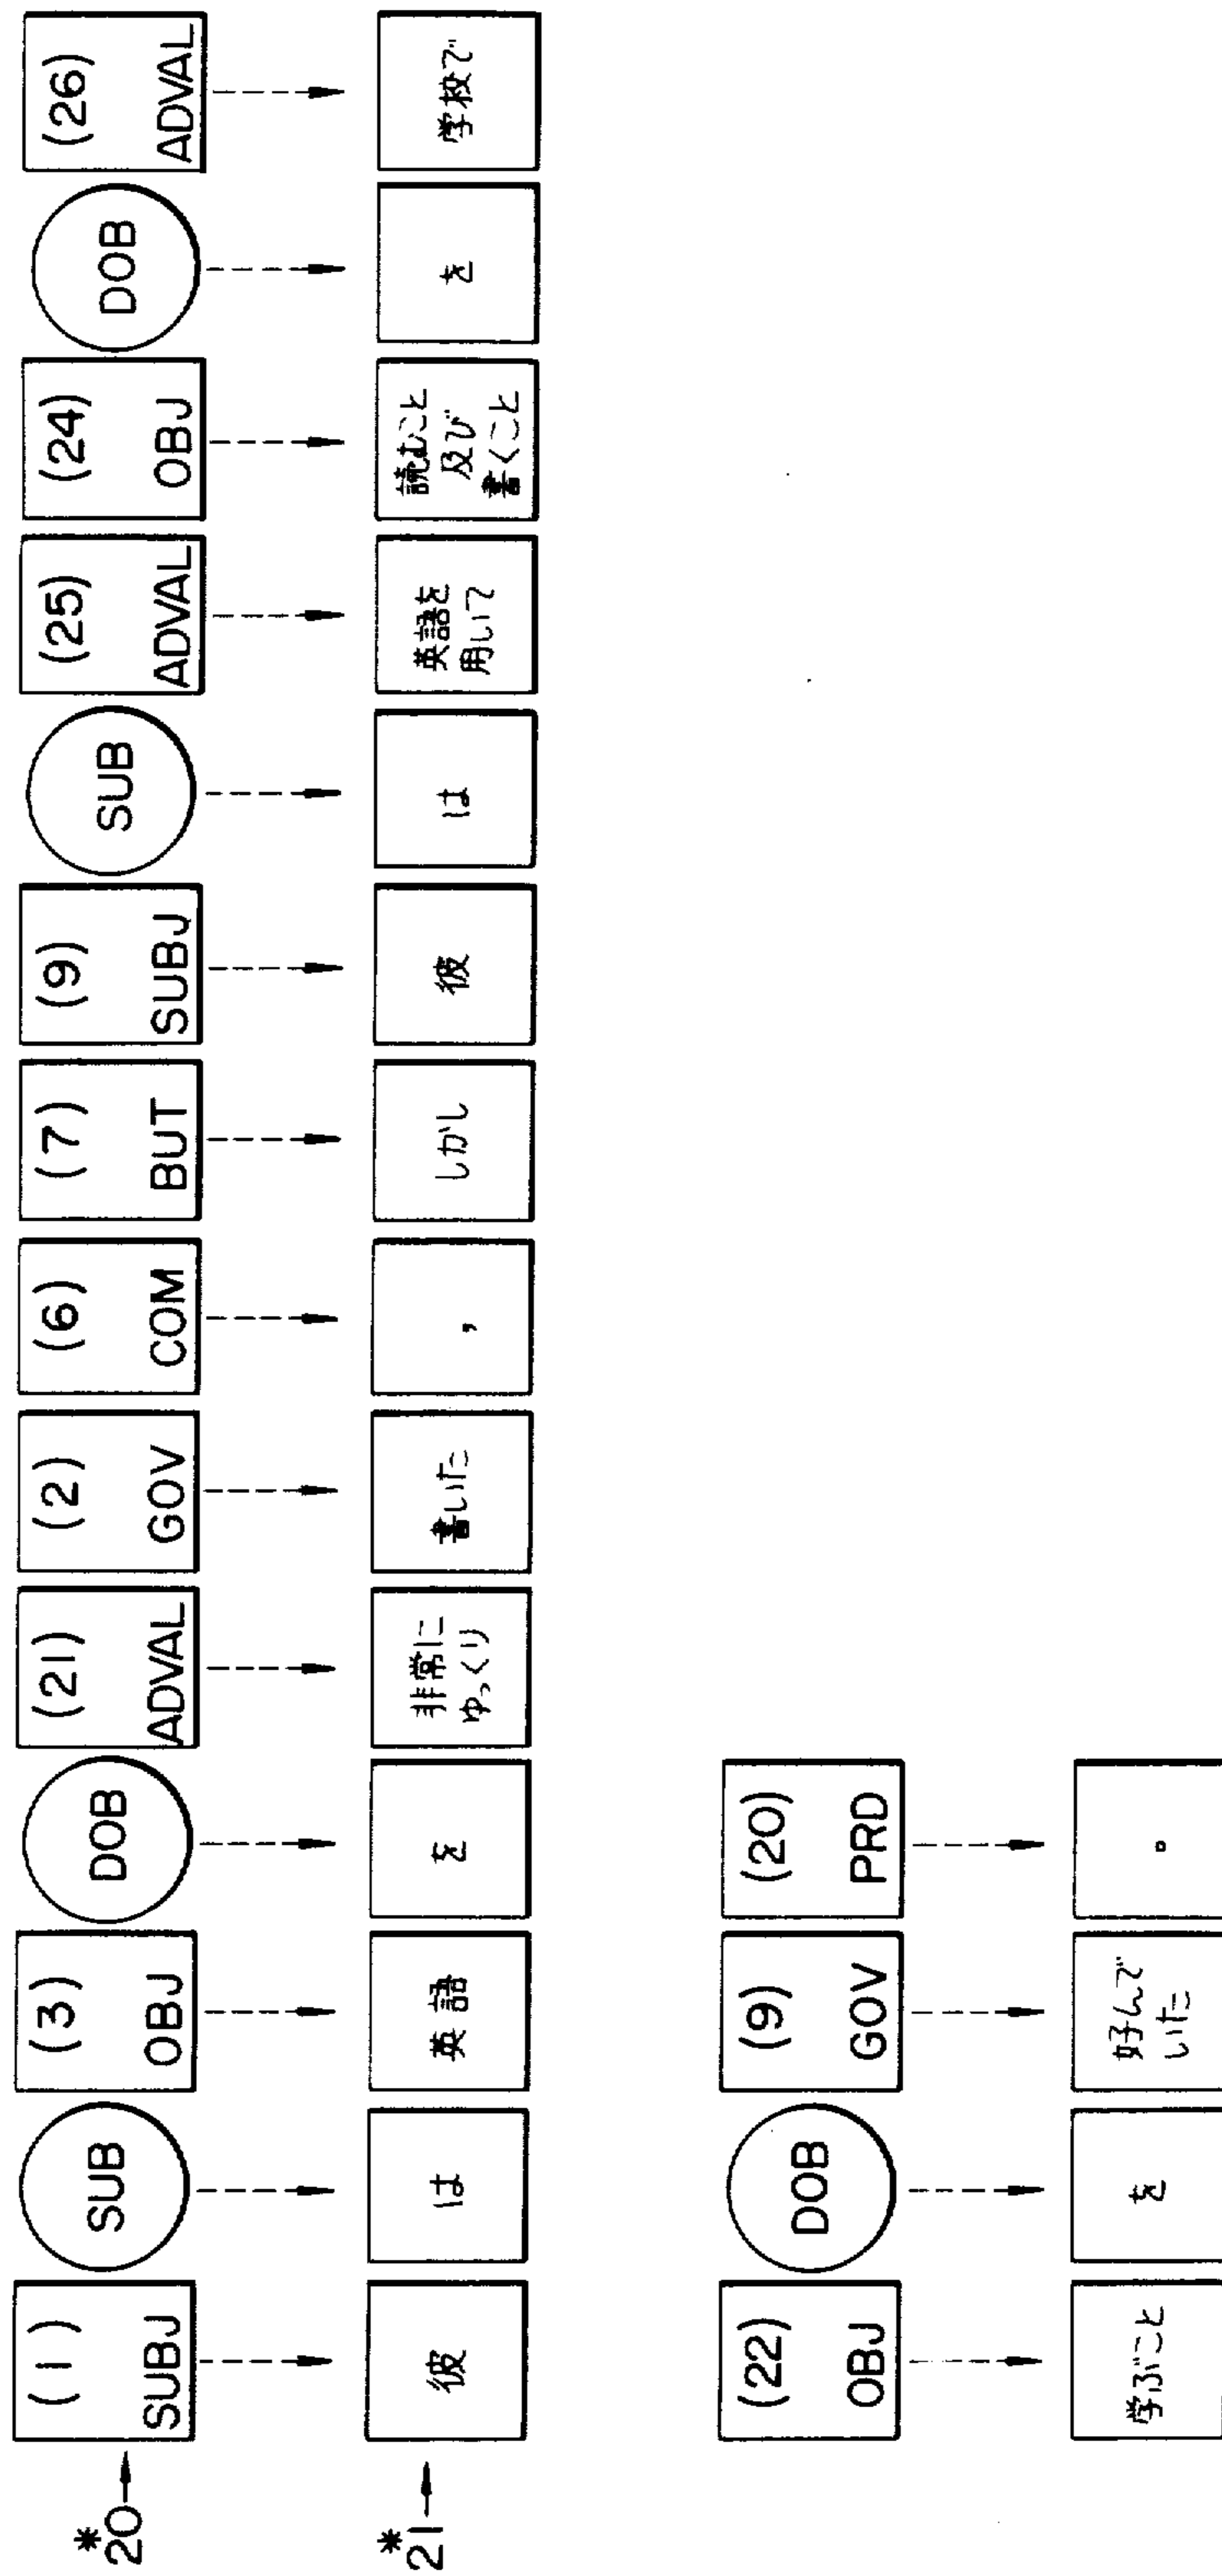 *20→ (1) SUBJ SUB (3) OBJ DOB (21) ADVAL (2) GOV (6) COM (7) BUT (9) SUBJ SUB (25) ADVAL (24) OBJ DOB (26) ADVAL
*21→ 彼 は 英語 を 非常に ゆっくり 書いた , しかし 彼 は 英語を 用いて 読むこと 及び 書くこと を 学校で
(22) OBJ DOB (9) GOV (20) PRD
学ぶこと を 好んで いた 。